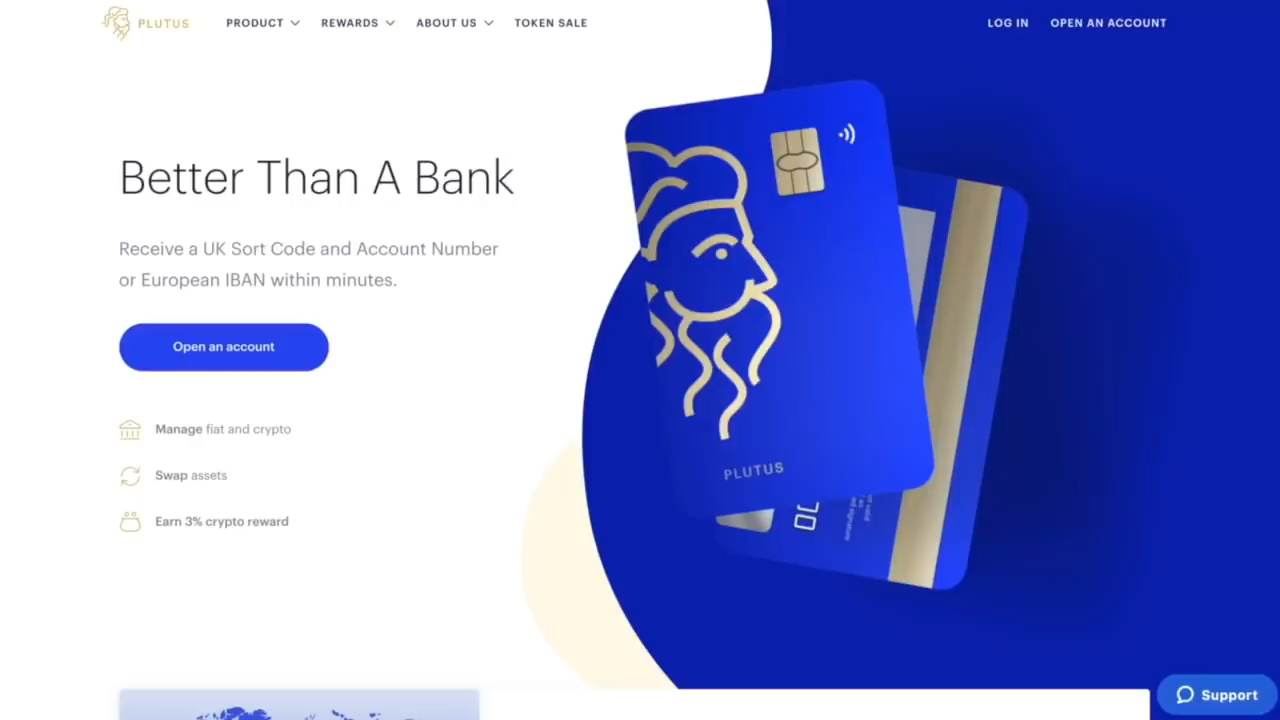 PLUTUS
PRODUCT
REWARDS
ABOUT US
TOKEN SALE
LOG IN
OPEN AN ACCOUNT
Better Than A Bank
Receive a UK Sort Code and Account Number
or European IBAN within minutes.
Open an account
Manage fiat and crypto
Swap assets
Earn 3% crypto reward
PLUTUS
Support